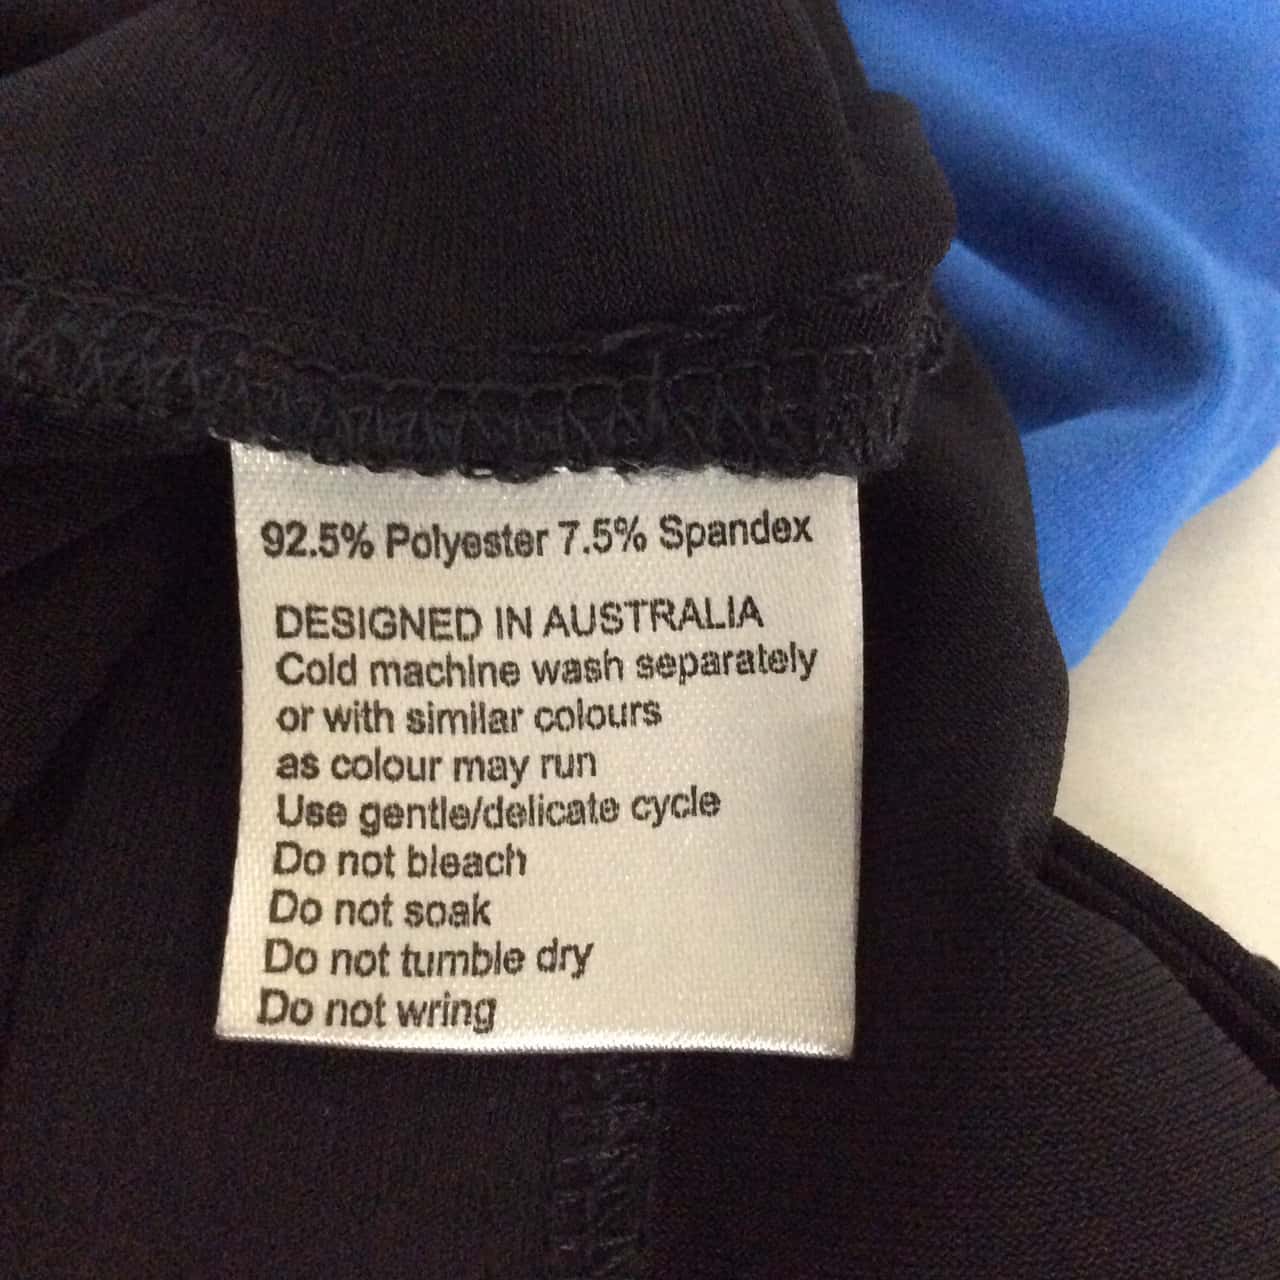 92.5% Polyester 7.5% Spandex
DESIGNED IN AUSTRALIA
Cold machine wash separately
or with similar colours
as colour may run
Use gentle/delicate cycle
Do not bleach
Do not soak
Do not tumble dry
Do not wring